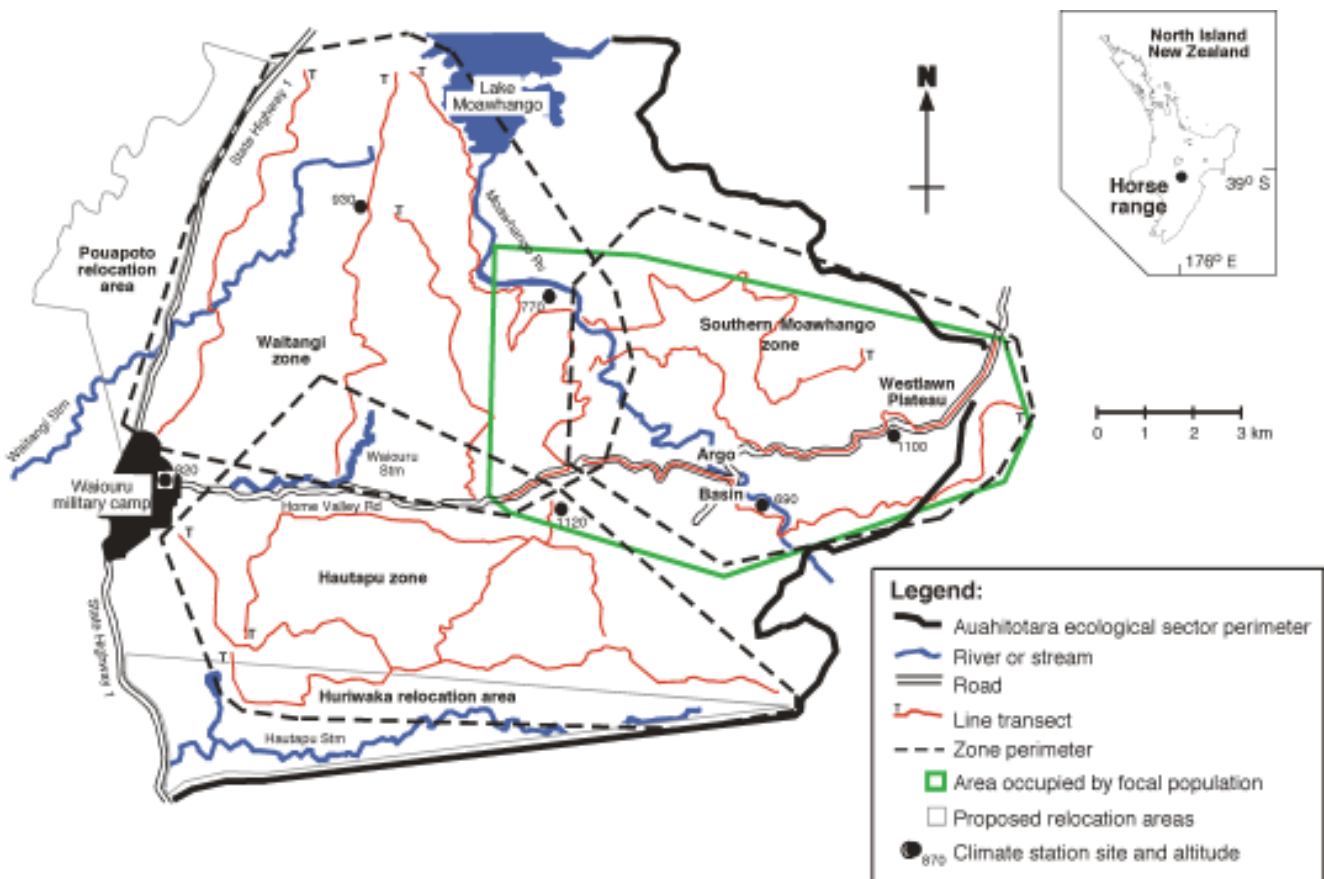 North Island
New Zealand
Horse
range
39° S
176° E
N
T
T
T
Lake
Moawhango
State Highway 1
930
T
Moawhango Rv
Pouapoto
relocation
area
770
Southern Moawhango
zone
T
Waitangi
zone
Westlawn
Plateau
T
1100
0 1 2 3 km
Waitangi Stm
Waiouru
Stm
Argo
Basin
690
820
Waiouru
military camp
Home Valley Rd
1120
T
Hautapu zone
State Highway 1
T
T
Huriwaka relocation area
Hautapu Stm
Legend:
Auahitotara ecological sector perimeter
River or stream
Road
T
Line transect
Zone perimeter
Area occupied by focal population
Proposed relocation areas
870 Climate station site and altitude